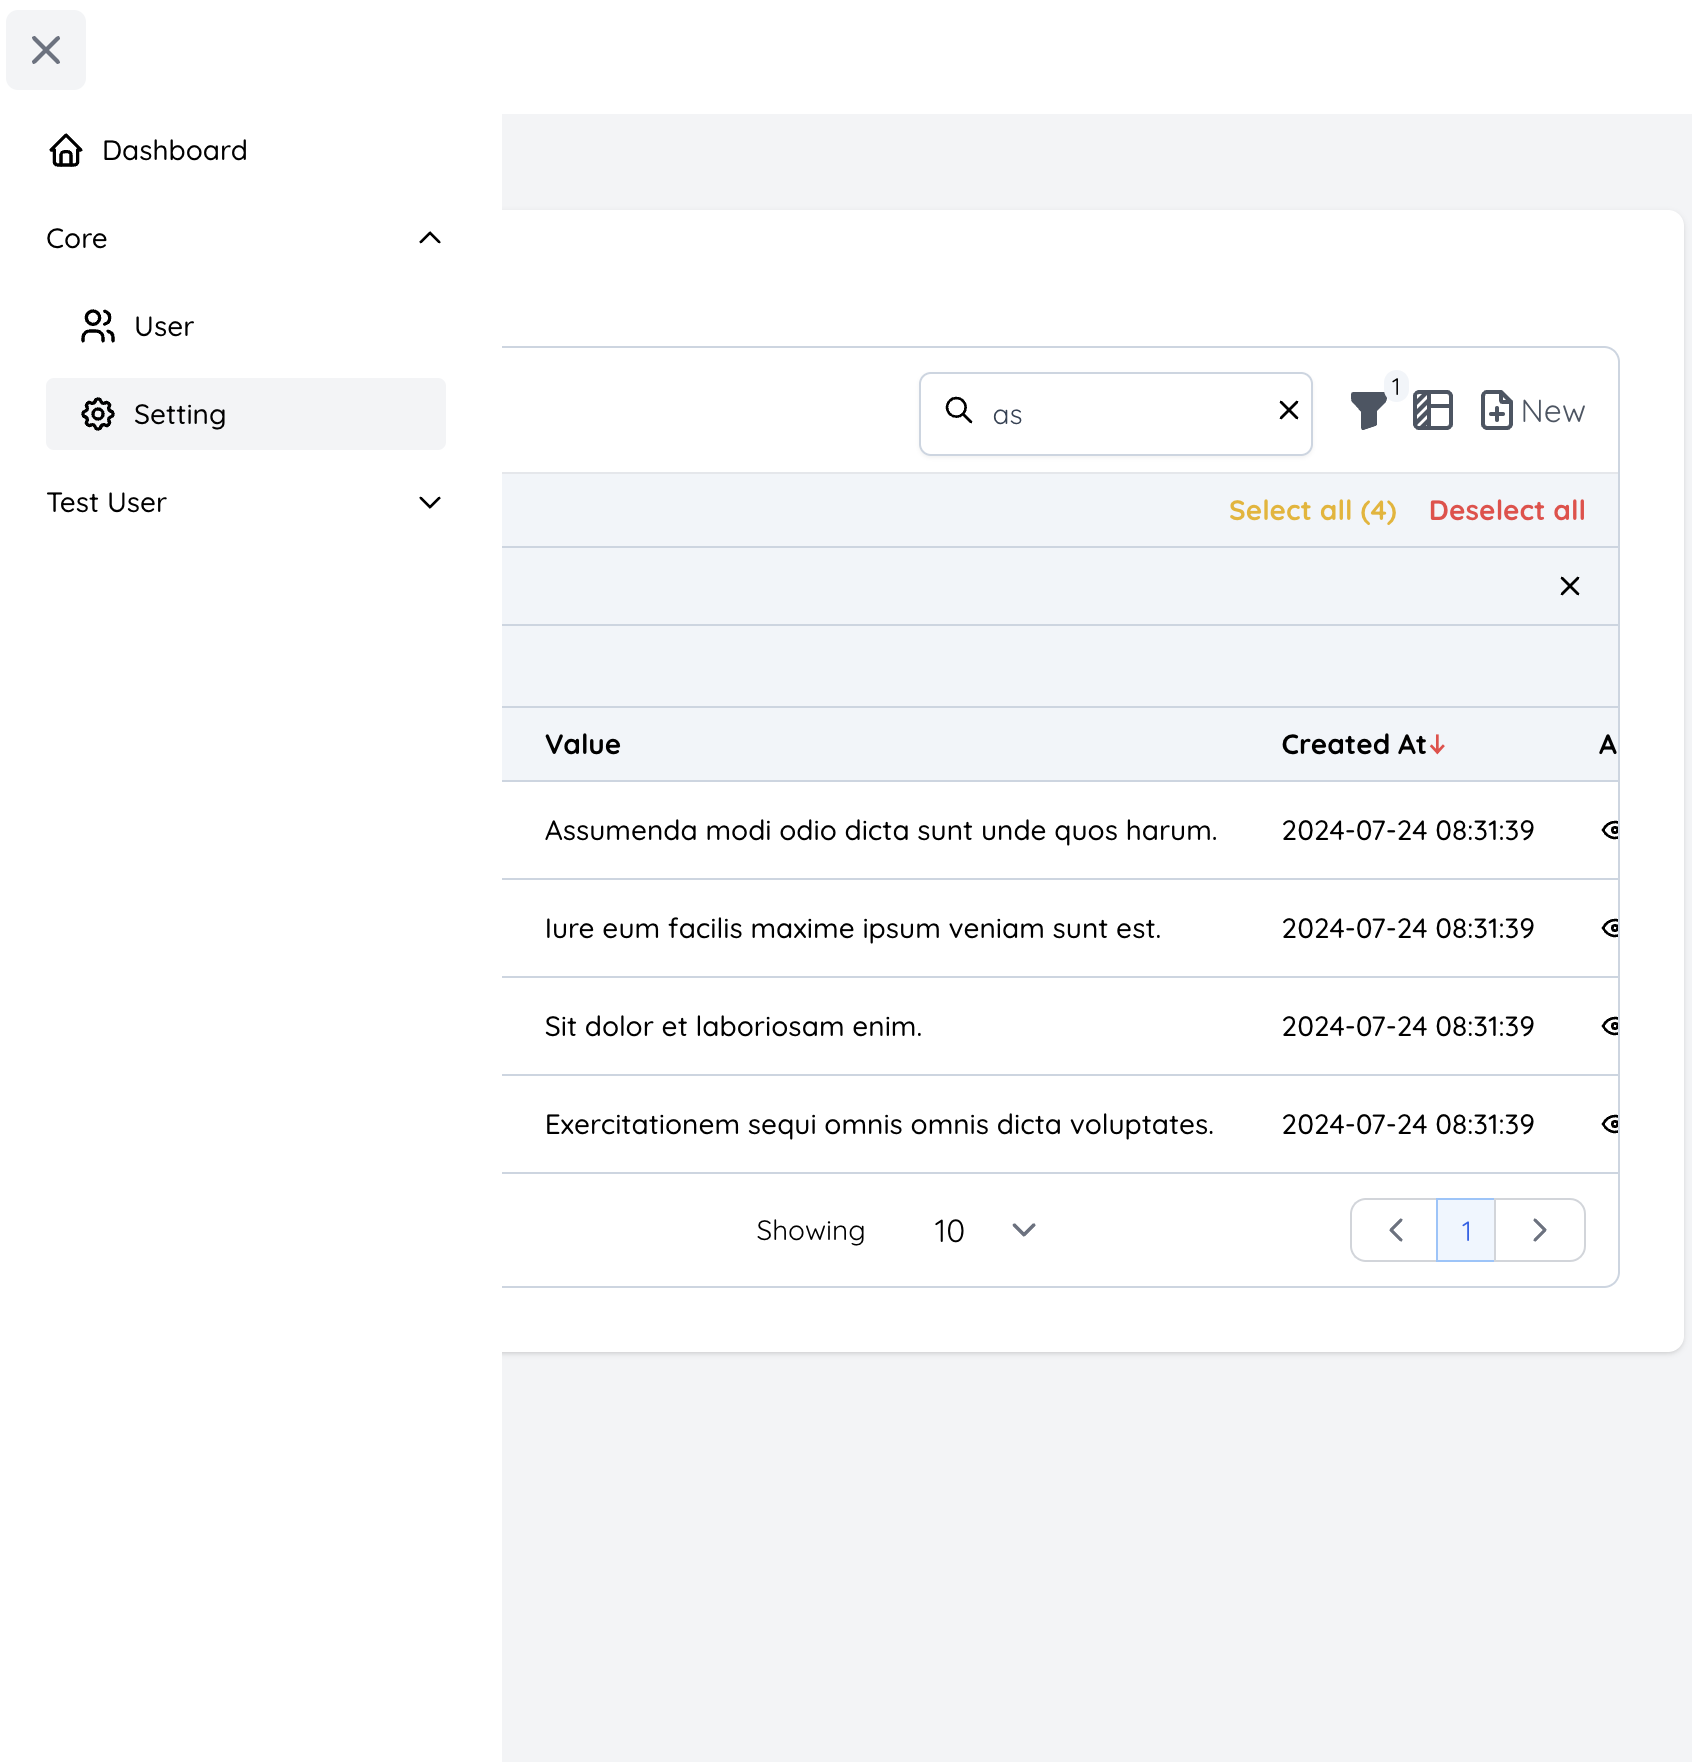 Dashboard
Core
User
Setting
Test User
as
1
New
Select all (4) Deselect all
Value Created At
Assumenda modi odio dicta sunt unde quos harum. 2024-07-24 08:31:39
Iure eum facilis maxime ipsum veniam sunt est. 2024-07-24 08:31:39
Sit dolor et laboriosam enim. 2024-07-24 08:31:39
Exercitationem sequi omnis omnis dicta voluptates. 2024-07-24 08:31:39
Showing 10 1